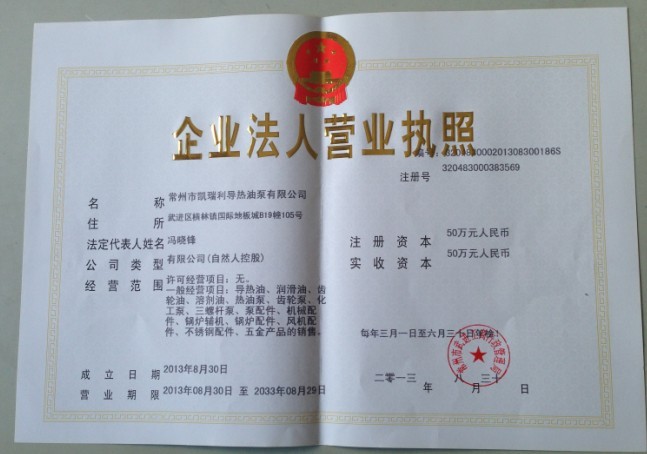 企业法人营业执照
编号: 320483000201308300186S
注册号 320483000383569
名 称 常州市凯瑞利导热油泵有限公司
住 所 武进区横林镇国际地板城B19幢105号
法定代表人姓名 冯晓锋
注 册 资 本 50万元人民币
公 司 类 型 有限公司(自然人控股)
实 收 资 本 50万元人民币
经 营 范 围 许可经营项目: 无。
一般经营项目: 导热油、润滑油、齿
轮油、溶剂油、热油泵、齿轮泵、化
工泵、三螺杆泵、泵配件、机械配
件、锅炉辅机、锅炉配件、风机配
件、不锈钢配件、五金产品的销售。
每年三月一日至六月三十日年检!
成 立 日 期 2013年8月30日
二〇一三 年 八 月 三十 日
营 业 期 限 2013年08月30日 至 2033年08月29日